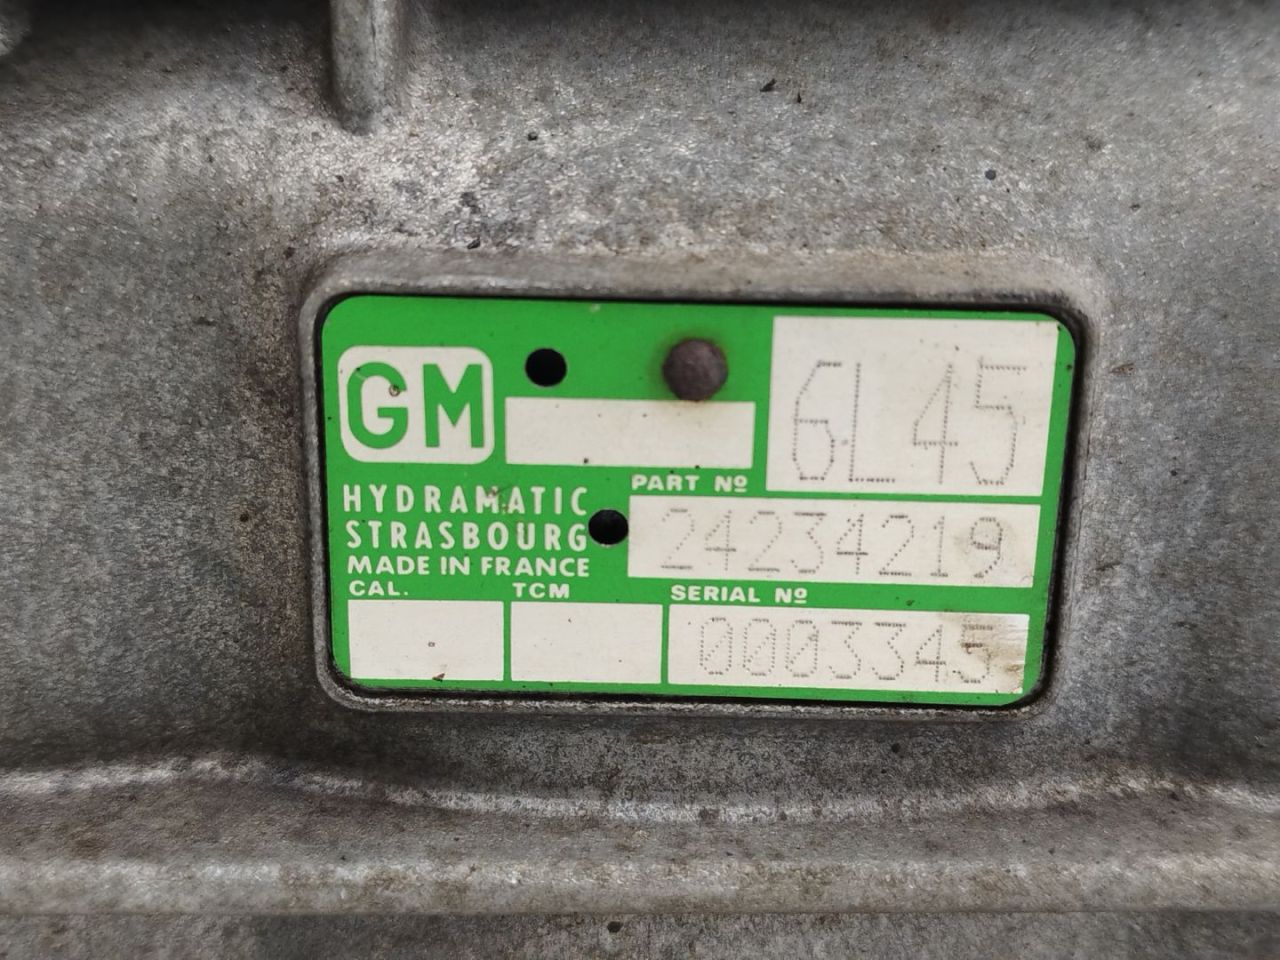 GM
6L45
PART Nº
24234219
HYDRAMATIC
STRASBOURG
MADE IN FRANCE
CAL.
TCM
SERIAL Nº
0003345